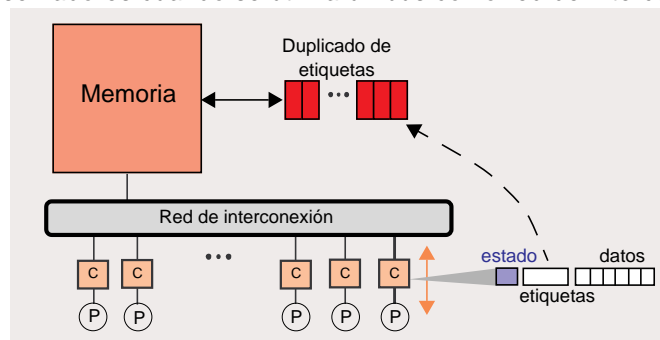 Duplicado de
etiquetas
Memoria
Red de interconexión
C C C C C
P P P P P
estado datos
etiquetas